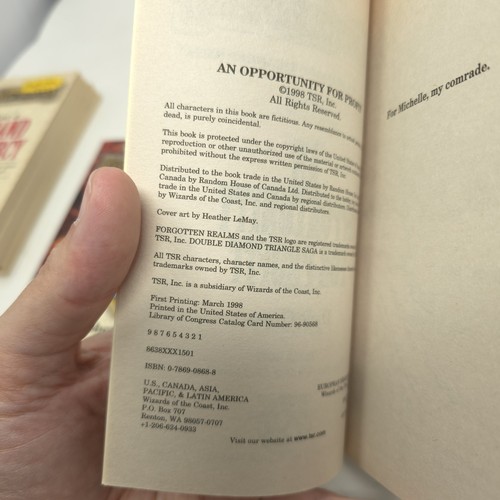 AN OPPORTUNITY FOR PROFIT
©1998 TSR, Inc.
All Rights Reserved.
All characters in this book are fictitious. Any resemblance to
dead, is purely coincidental.
This book is protected under the copyright laws of the United States
reproduction or other unauthorized use of the material or artwork
prohibited without the express written permission of TSR, Inc.
Distributed to the book trade in the United States by Random House
Canada by Random House of Canada Ltd. Distributed to the
trade in the United States and Canada by regional distributors.
by Wizards of the Coast, Inc. and regional distributors.
Cover art by Heather LeMay.
FORGOTTEN REALMS and the TSR logo are registered trademarks
TSR, Inc. DOUBLE DIAMOND TRIANGLE SAGA is a trademark
All TSR characters, character names, and the distinctive
trademarks owned by TSR, Inc.
TSR, Inc. is a subsidiary of Wizards of the Coast, Inc.
First Printing: March 1998
Printed in the United States of America.
Library of Congress Catalog Card Number: 96-90568
9 8 7 6 5 4 3 2 1
8638XXX1501
ISBN: 0-7869-0868-8
U.S., CANADA, ASIA,
PACIFIC, & LATIN AMERICA
Wizards of the Coast, Inc.
P.O. Box 707
Renton, WA 98057-0707
+1-206-624-0933
EUROPEAN
Wizards of the
Visit our website at www.tsr.com
For Michelle, my comrade.